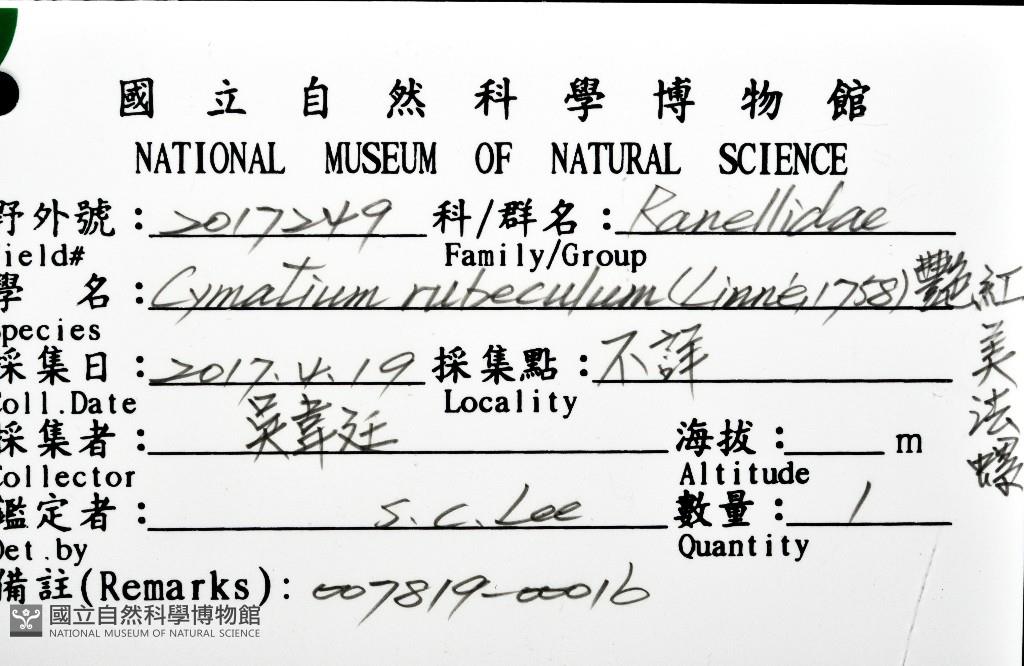 國立自然科學博物館
NATIONAL MUSEUM OF NATURAL SCIENCE
野外號: 2017249 科/群名: Ranellidae
Field# Family/Group
學 名: Cymatium rubeculum (Linné, 1758) 艷紅美法螺
Species
採集日: 2017.4.19 採集點: 不詳
Coll.Date Locality
採集者: 吳韋廷 海拔: m
Collector Altitude
鑑定者: S.C.Lee 數量: 1
Det.by Quantity
備註(Remarks): 007819-00016
國立自然科學博物館
NATIONAL MUSEUM OF NATURAL SCIENCE